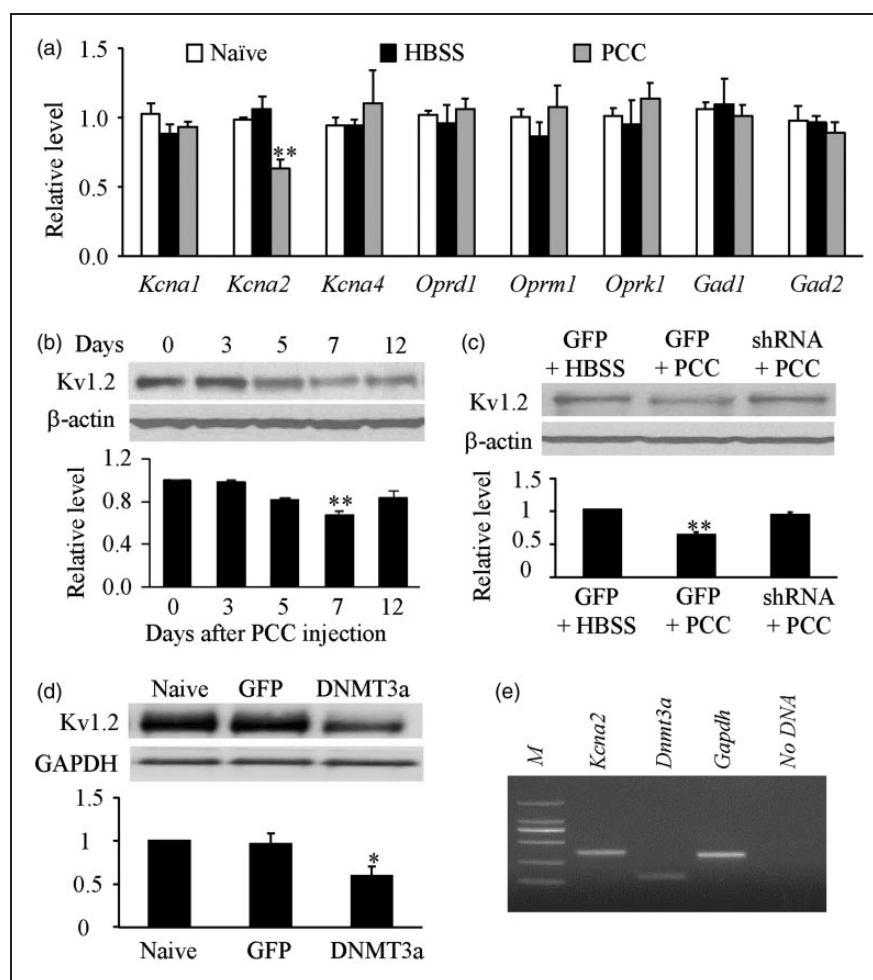 (a)
Naïve HBSS PCC
1.5
1.0
0.5
0.0
Relative level
**
Kcna1 Kcna2 Kcna4 Oprd1 Oprm1 Oprk1 Gad1 Gad2
(b)
Days 0 3 5 7 12
Kv1.2
β-actin
1.2
0.8
0.4
0.0
Relative level
**
0 3 5 7 12
Days after PCC injection
(c)
GFP GFP shRNA
+ HBSS + PCC + PCC
Kv1.2
β-actin
1.5
1
0.5
0
Relative level
**
GFP GFP shRNA
+ HBSS + PCC + PCC
(d)
Naive GFP DNMT3a
Kv1.2
GAPDH
1.5
1
0.5
0
*
Naive GFP DNMT3a
(e)
M Kcna2 Dnmt3a Gapdh No DNA